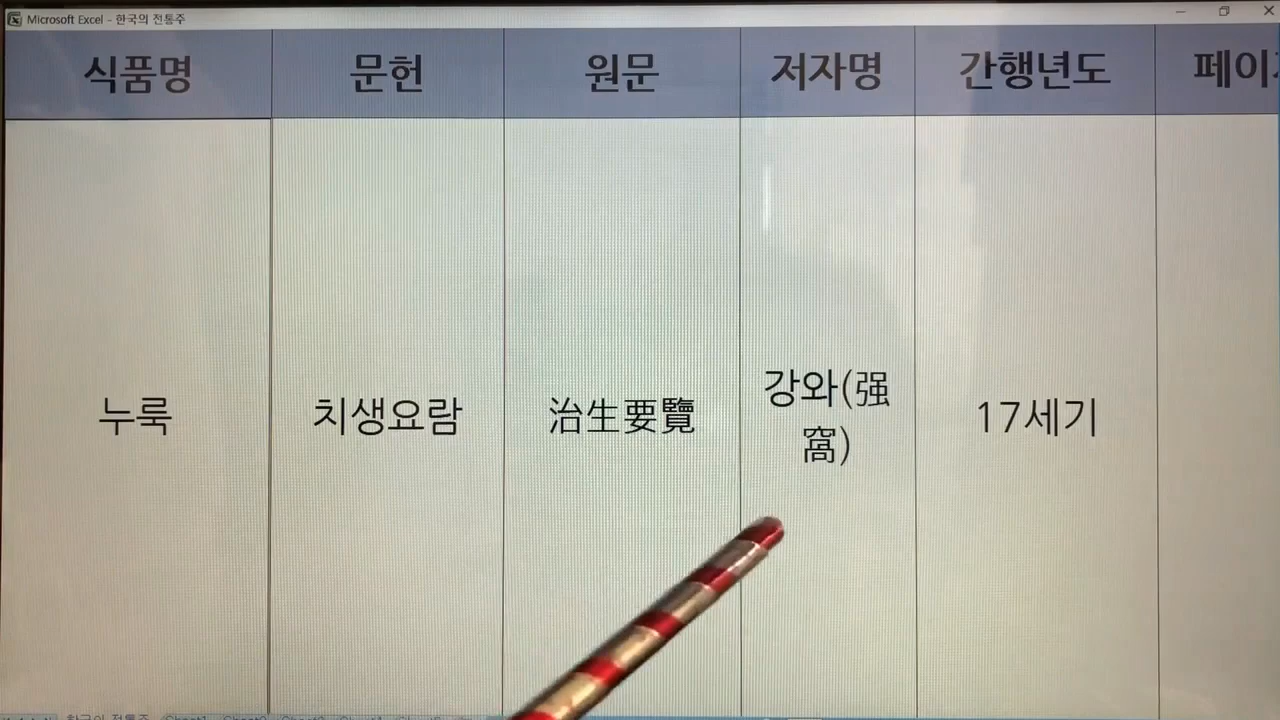 Microsoft Excel - 한국의 전통주
식품명 문헌 원문 저자명 간행년도 페이
누룩 치생요람 治生要覽 강와(强窩) 17세기